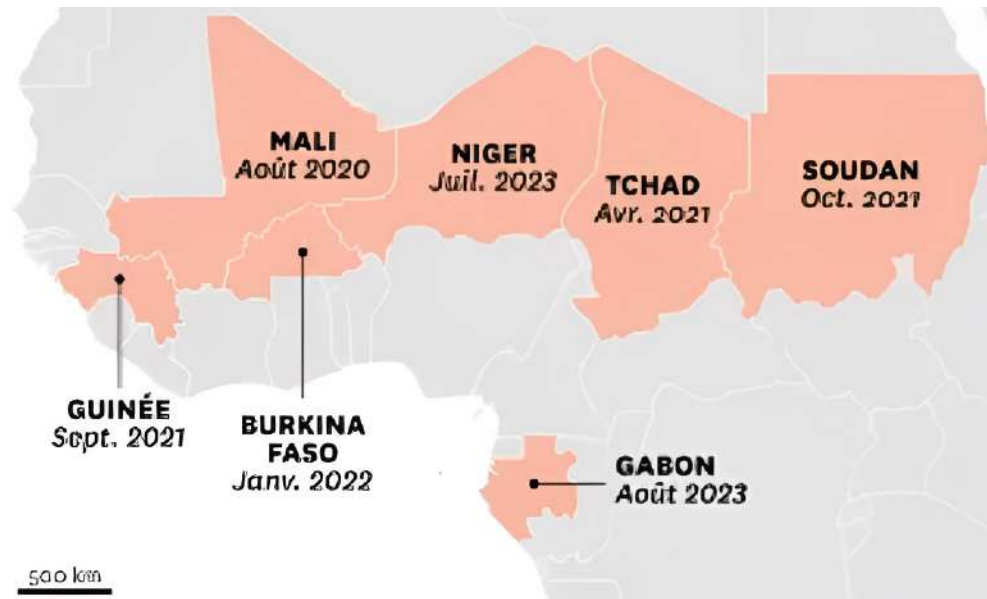 MALI
Août 2020
NIGER
Juil. 2023
TCHAD
Avr. 2021
SOUDAN
Oct. 2021
GUINÉE
Sept. 2021
BURKINA
FASO
Janv. 2022
GABON
Août 2023
500 km